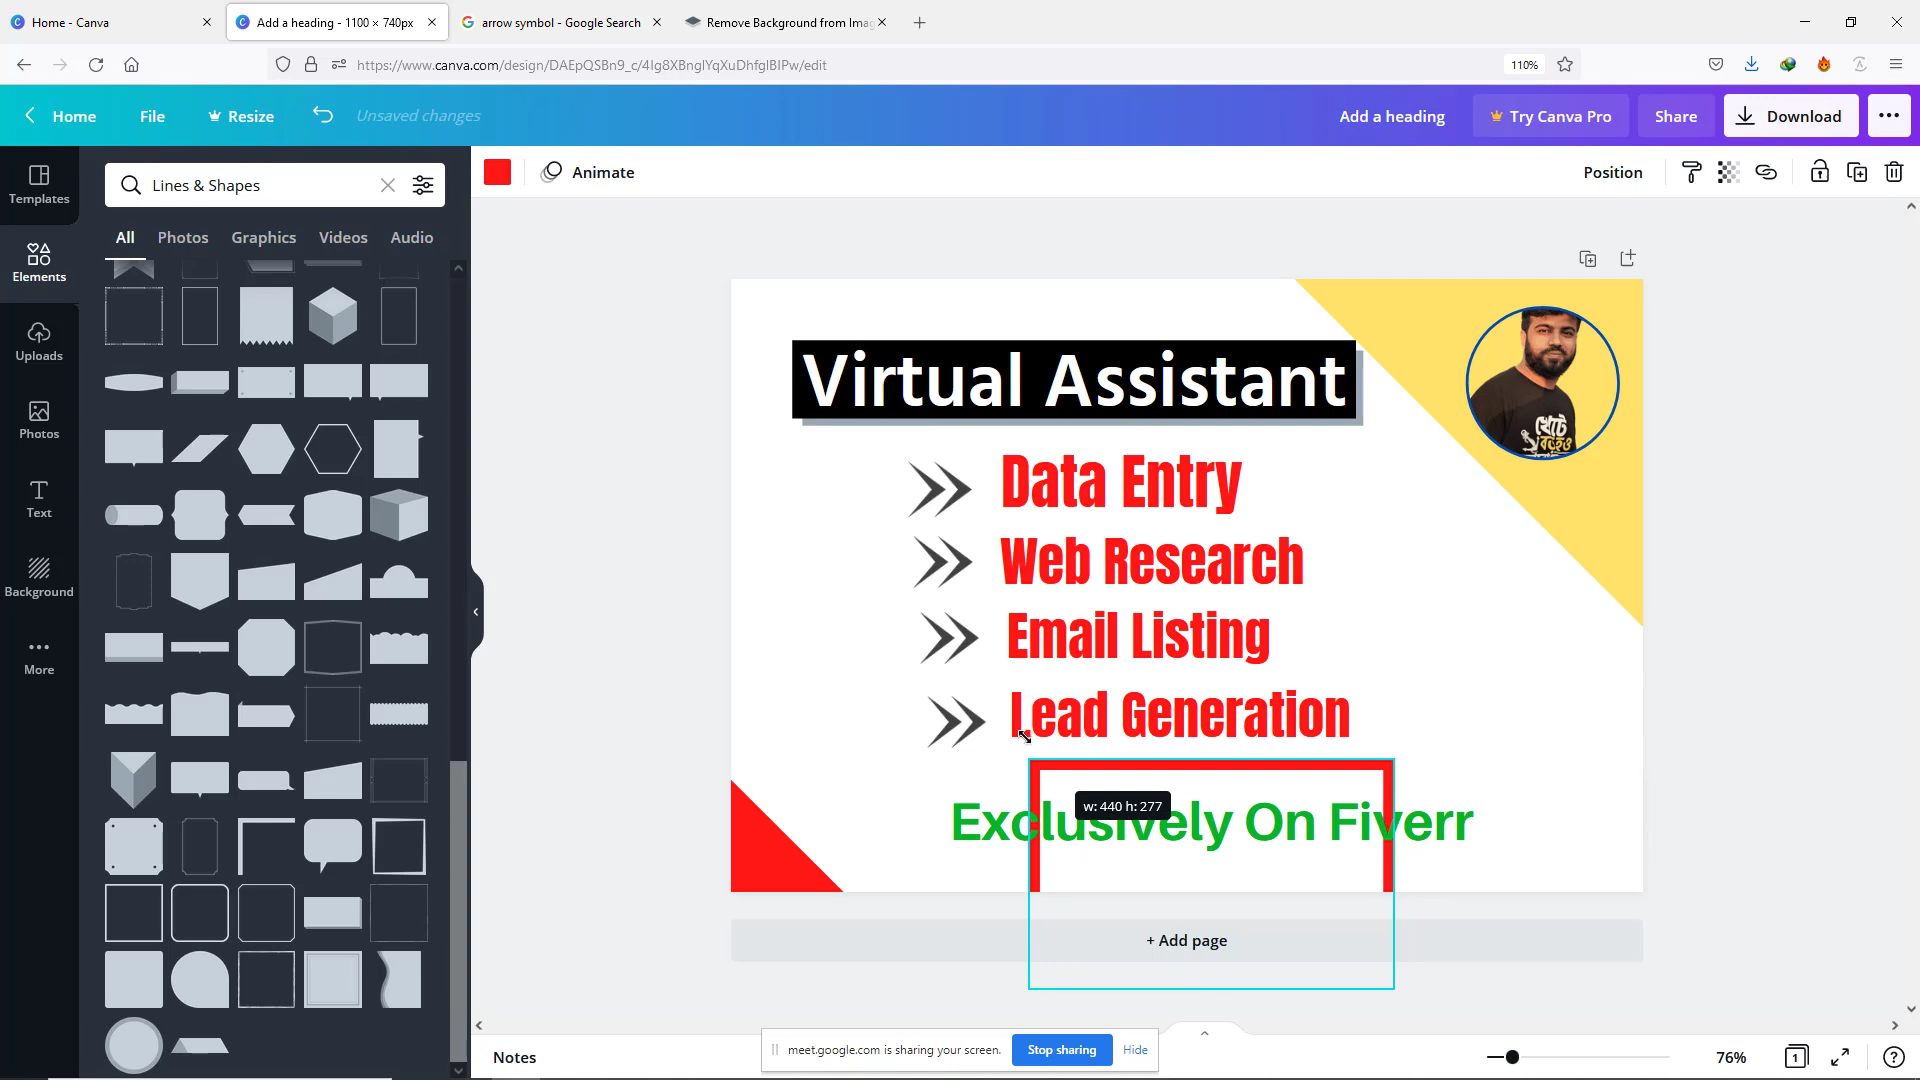 Home - Canva
Add a heading - 1100 × 740px
arrow symbol - Google Search
Remove Background from Imag
https://www.canva.com/design/DAEpQSBn9_c/4Ig8XBnglYqXuDhfglBIPw/edit
110%
Home
File
Resize
Unsaved changes
Add a heading
Try Canva Pro
Share
Download
Templates
Elements
Uploads
Photos
Text
Background
More
Lines & Shapes
All
Photos
Graphics
Videos
Audio
Animate
Position
Virtual Assistant
Data Entry
Web Research
Email Listing
Lead Generation
w: 440 h: 277
Exclusively On Fiverr
+ Add page
Notes
meet.google.com is sharing your screen.
Stop sharing
Hide
76%
1